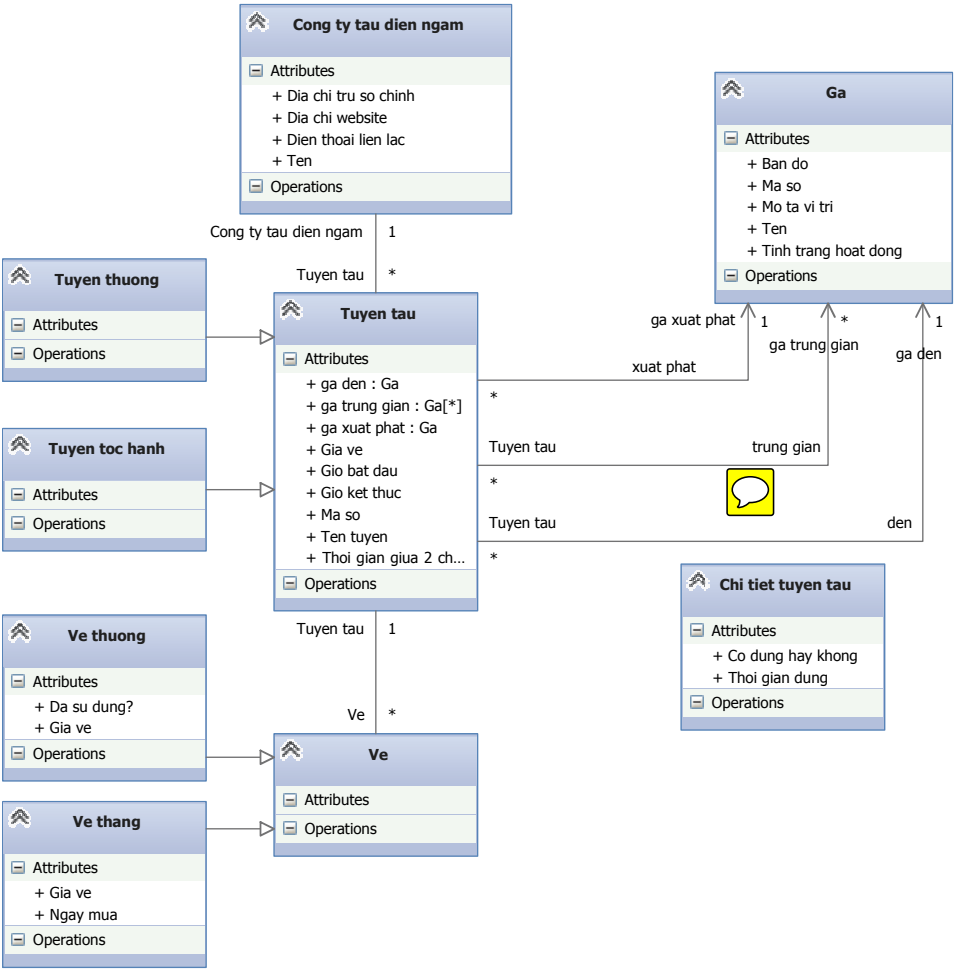 Cong ty tau dien ngam
Attributes
+ Dia chi tru so chinh
+ Dia chi website
+ Dien thoai lien lac
+ Ten
Operations
Ga
Attributes
+ Ban do
+ Ma so
+ Mo ta vi tri
+ Ten
+ Tinh trang hoat dong
Operations
Cong ty tau dien ngam 1
Tuyen tau *
Tuyen thuong
Attributes
Operations
Tuyen toc hanh
Attributes
Operations
Tuyen tau
Attributes
+ ga den : Ga
+ ga trung gian : Ga[*]
+ ga xuat phat : Ga
+ Gia ve
+ Gio bat dau
+ Gio ket thuc
+ Ma so
+ Ten tuyen
+ Thoi gian giua 2 ch...
Operations
ga xuat phat 1
*
1
ga trung gian
ga den
xuat phat
*
Tuyen tau
trung gian
*
Tuyen tau
den
*
Chi tiet tuyen tau
Attributes
+ Co dung hay khong
+ Thoi gian dung
Operations
Tuyen tau 1
Ve *
Ve thuong
Attributes
+ Da su dung?
+ Gia ve
Operations
Ve
Attributes
Operations
Ve thang
Attributes
+ Gia ve
+ Ngay mua
Operations